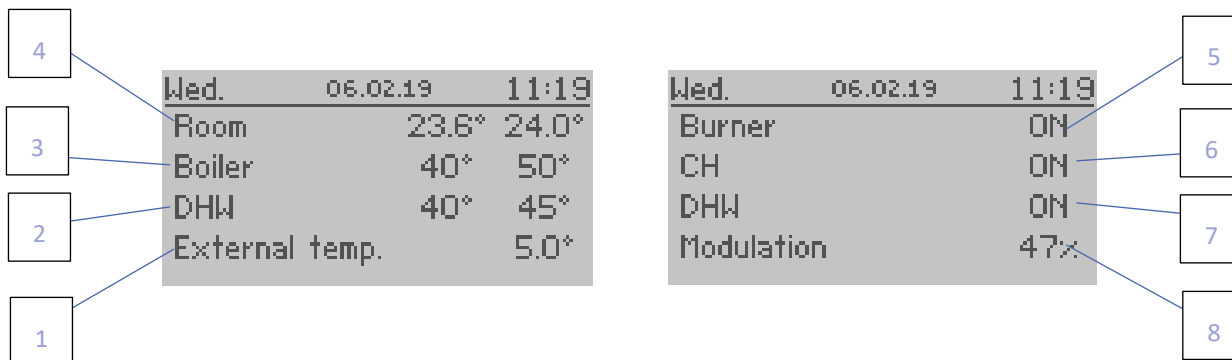 4
3
2
1
Wed. 06.02.19 11:19
Room 23.6° 24.0°
Boiler 40° 50°
DHW 40° 45°
External temp. 5.0°
Wed. 06.02.19 11:19
Burner ON
CH ON
DHW ON
Modulation 47%
5
6
7
8